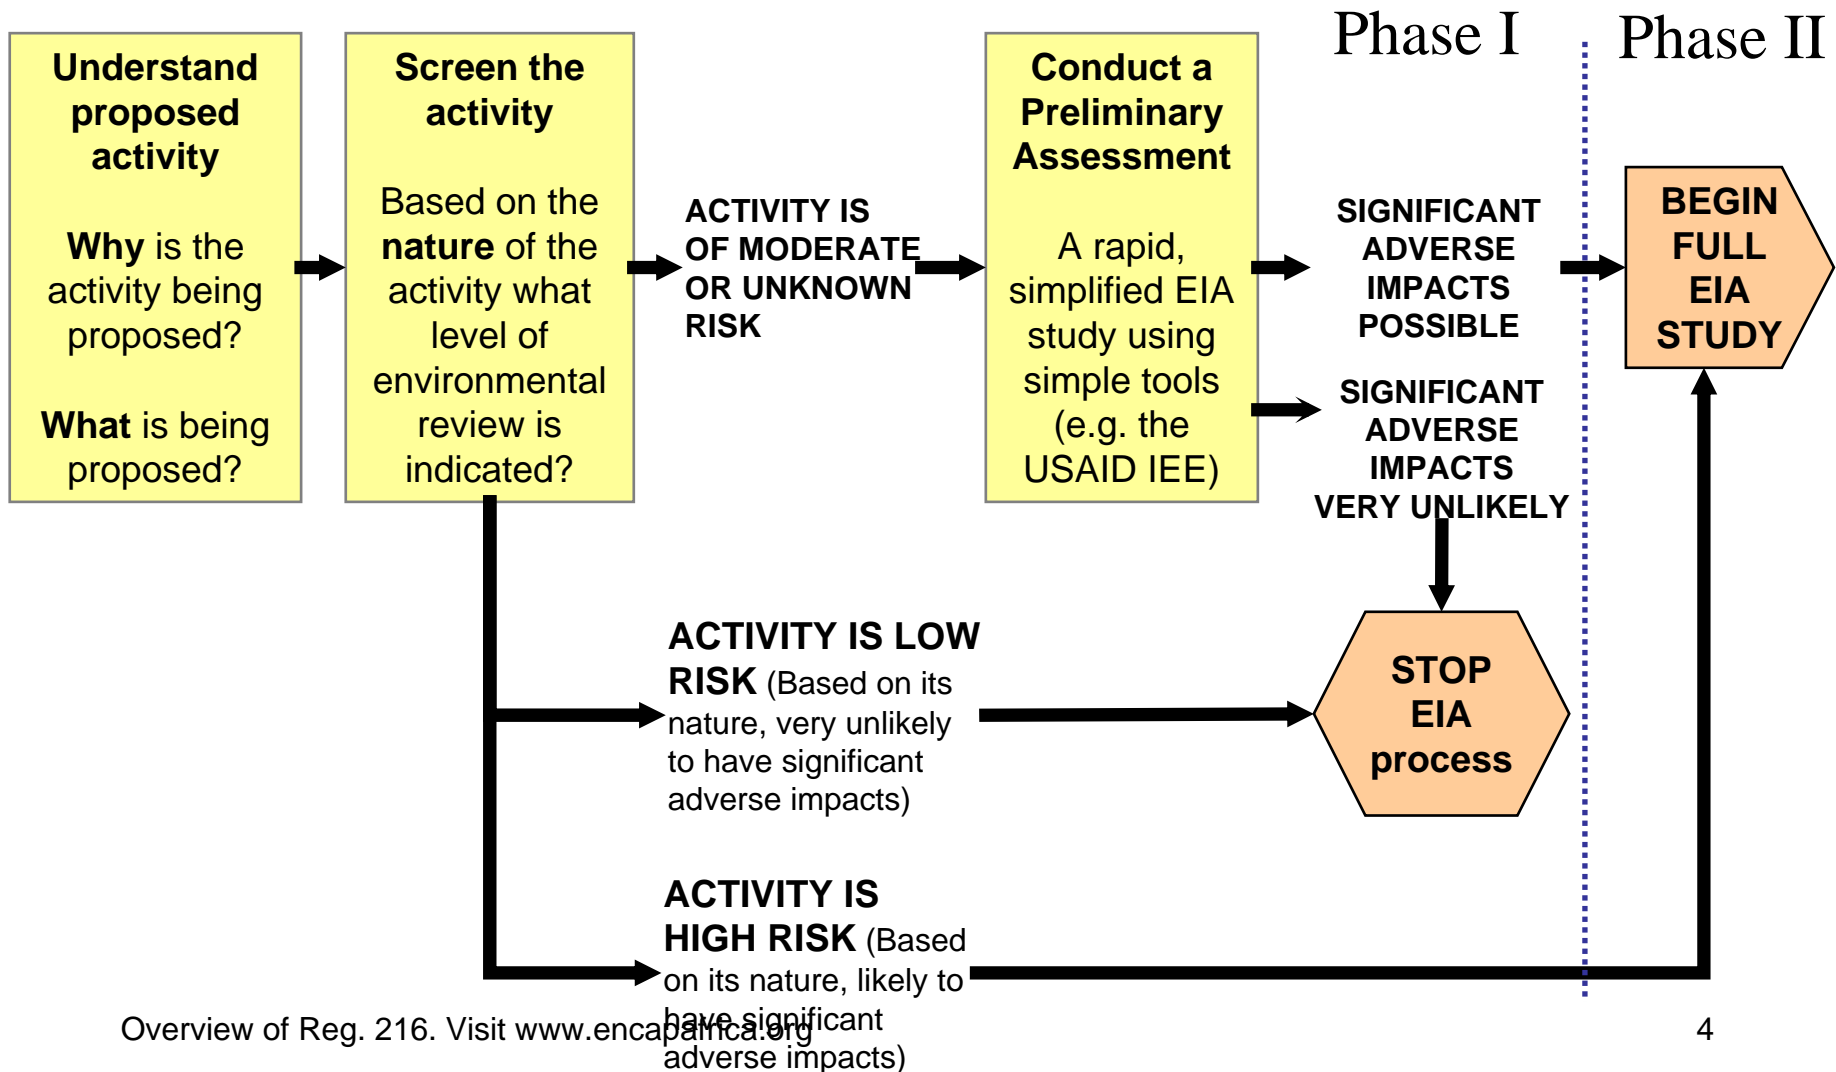 Phase I
Phase II
Understand
proposed
activity
Why is the
activity being
proposed?
What is being
proposed?
Screen the
activity
Based on the
nature of the
activity what
level of
environmental
review is
indicated?
ACTIVITY IS
OF MODERATE
OR UNKNOWN
RISK
Conduct a
Preliminary
Assessment
A rapid,
simplified EIA
study using
simple tools
(e.g. the
USAID IEE)
SIGNIFICANT
ADVERSE
IMPACTS
POSSIBLE
SIGNIFICANT
ADVERSE
IMPACTS
VERY UNLIKELY
BEGIN
FULL
EIA
STUDY
ACTIVITY IS LOW
RISK (Based on its
nature, very unlikely
to have significant
adverse impacts)
STOP
EIA
process
ACTIVITY IS
HIGH RISK (Based
on its nature, likely to
have significant
adverse impacts)
Overview of Reg. 216. Visit www.encapafrica.org
4